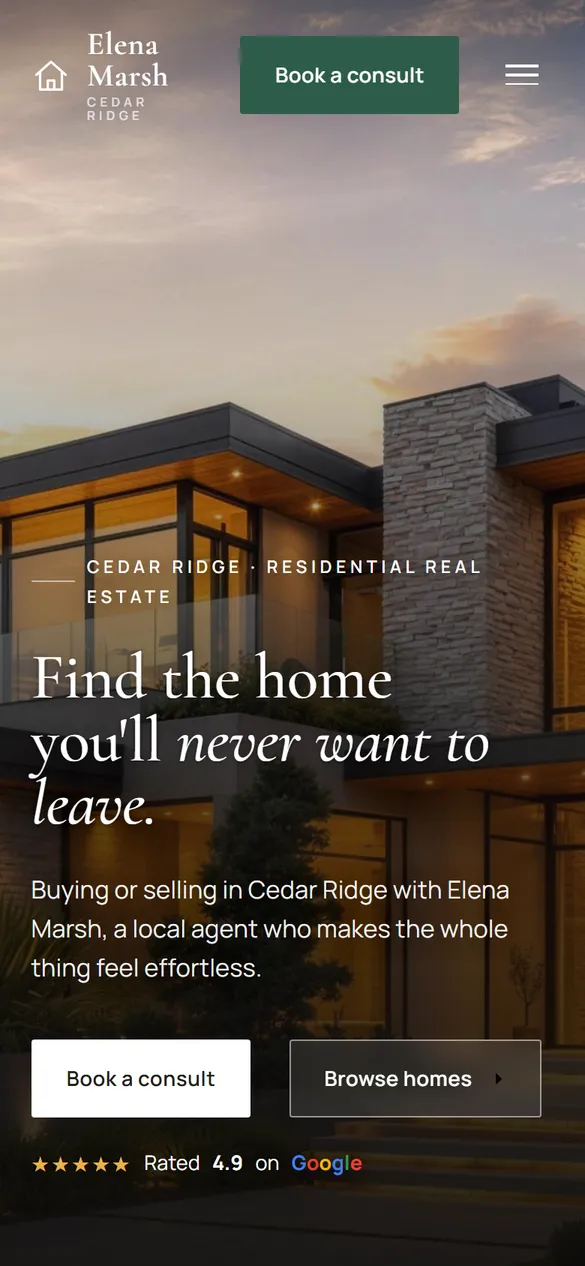 Elena
Marsh
CEDAR
RIDGE
Book a consult
CEDAR RIDGE · RESIDENTIAL REAL
ESTATE
Find the home
you'll never want to
leave.
Buying or selling in Cedar Ridge with Elena
Marsh, a local agent who makes the whole
thing feel effortless.
Book a consult
Browse homes
★★★★★ Rated 4.9 on Google